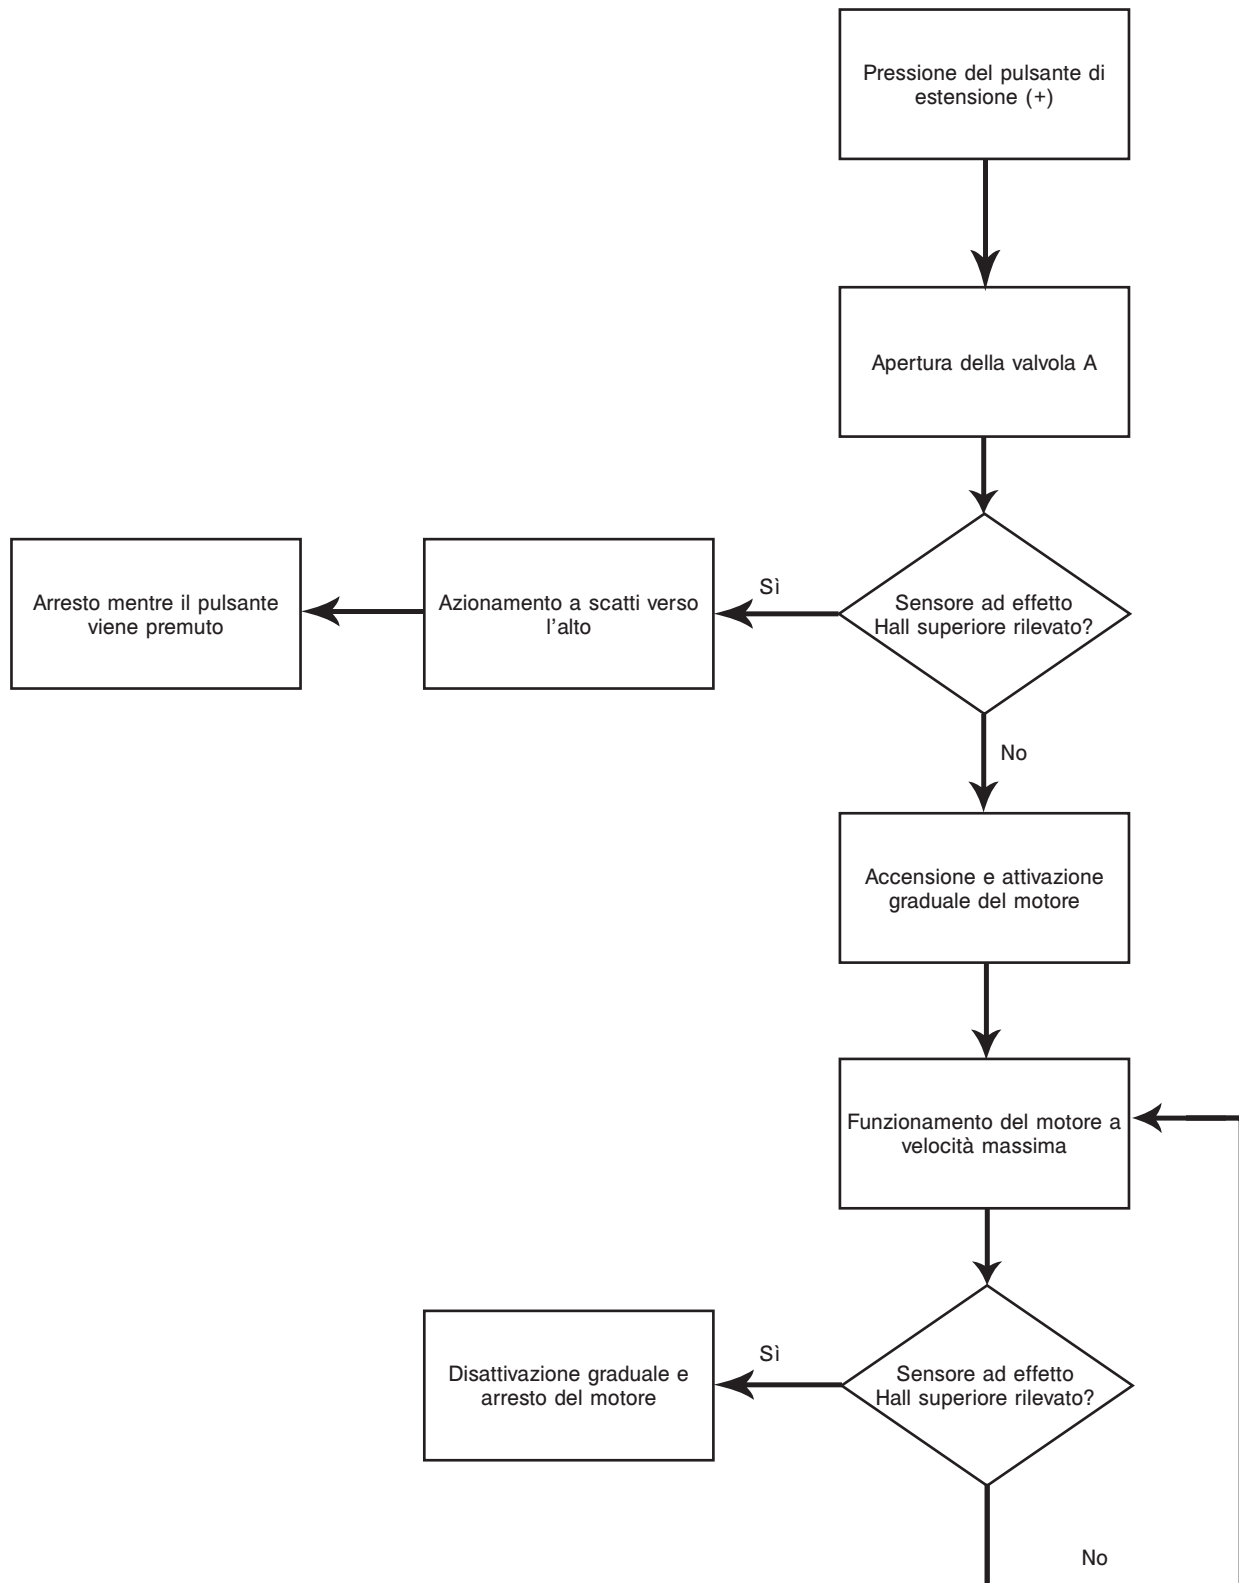 Pressione del pulsante di
estensione (+)
Apertura della valvola A
Arresto mentre il pulsante
viene premuto
Azionamento a scatti verso
l'alto
Sì
Sensore ad effetto
Hall superiore rilevato?
No
Accensione e attivazione
graduale del motore
Funzionamento del motore a
velocità massima
Disattivazione graduale e
arresto del motore
Sì
Sensore ad effetto
Hall superiore rilevato?
No